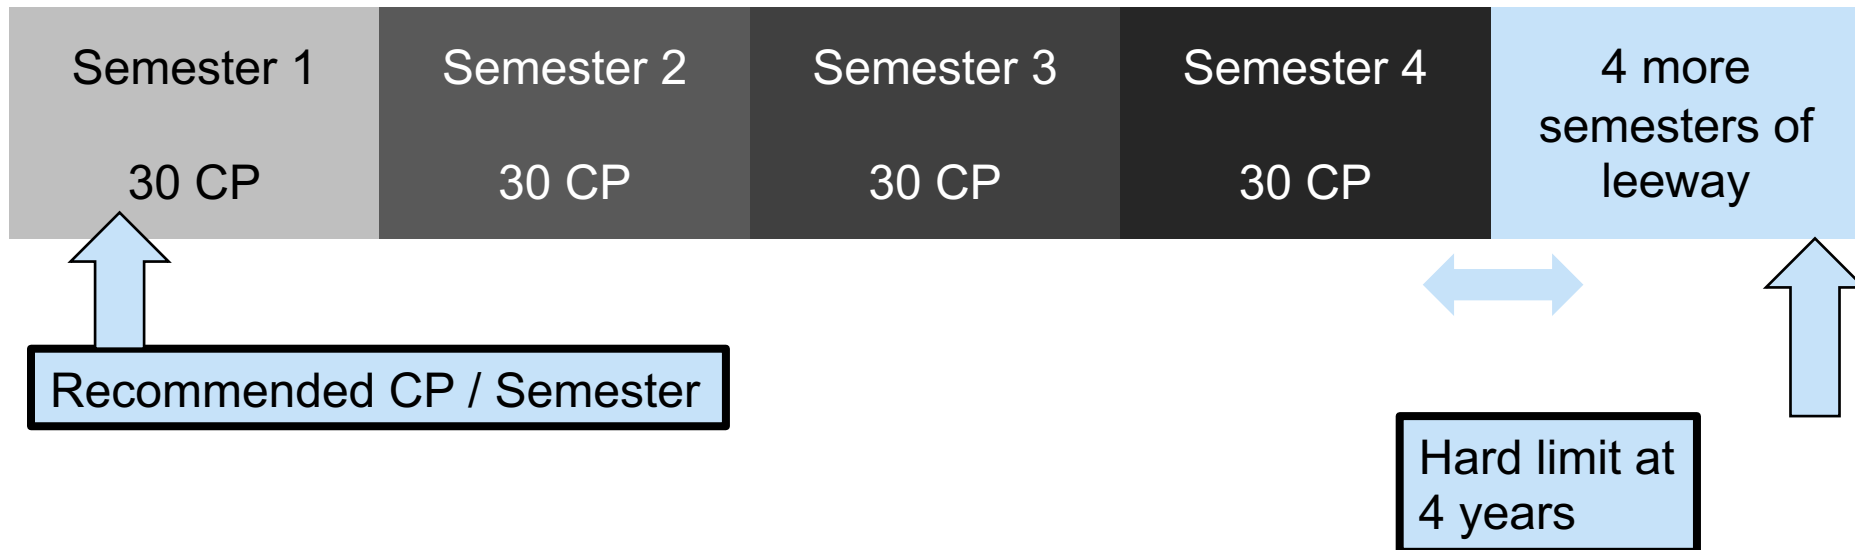 Semester 1
30 CP
Semester 2
30 CP
Semester 3
30 CP
Semester 4
30 CP
4 more
semesters of
leeway
Recommended CP / Semester
Hard limit at
4 years